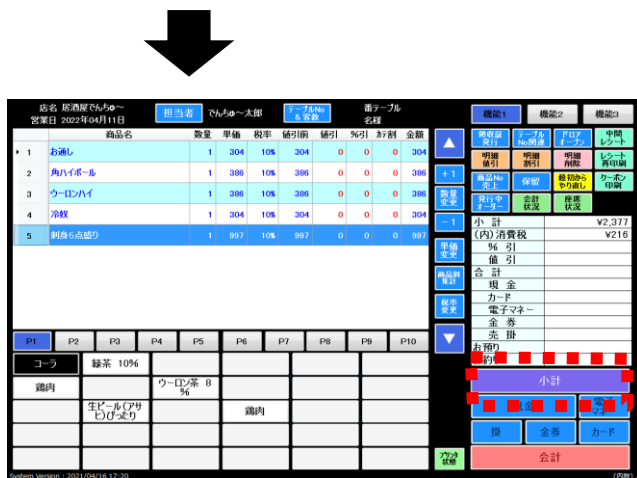 店名 居酒屋でんちゅ～
営業日 2022年04月11日
担当者 でんちゅ～太郎
テーブルNo
&客数
番テーブル
名様
機能1 機能2 機能3
商品名 数量 単価 税率 値引前 値引 %引 カテ割 金額
1 お通し 1 304 10% 304 0 0 0 304
2 角ハイボール 1 386 10% 386 0 0 0 386
3 ウーロンハイ 1 386 10% 386 0 0 0 386
4 冷奴 1 304 10% 304 0 0 0 304
5 刺身5点盛り 1 997 10% 997 0 0 0 997
+1
数量
変更
-1
単価
変更
商品別
集計
税率
変更
領収証
発行
テーブル
No関連
ドロア
オープン
中間
レシート
明細
値引
明細
割引
明細
削除
レシート
再印刷
商品No
売上
保留
最初から
やり直し
クーポン
印刷
発行中
オーダー
会計
状況
座席
状況
小 計 ¥2,377
(内)消費税 ¥216
% 引
値 引
合 計
現 金
カード
電子マネー
金 券
売 掛
お預り
P1 P2 P3 P4 P5 P6 P7 P8 P9 P10
コーラ 緑茶 10%
鶏肉 ウーロン茶 8
%
生ビール(アサ
ヒ)ぴったり
鶏肉
小計
掛 金券 カード
プリンタ
状態
会計
System Version : 2021/04/16 17:20
(内税)